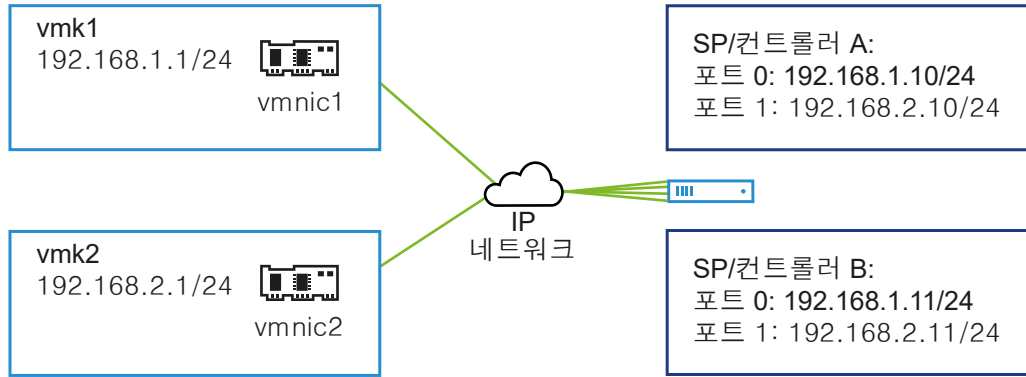 vmk1
192.168.1.1/24
vmnic1
vmk2
192.168.2.1/24
vmnic2
IP
네트워크
SP/컨트롤러 A:
포트 0: 192.168.1.10/24
포트 1: 192.168.2.10/24
SP/컨트롤러 B:
포트 0: 192.168.1.11/24
포트 1: 192.168.2.11/24